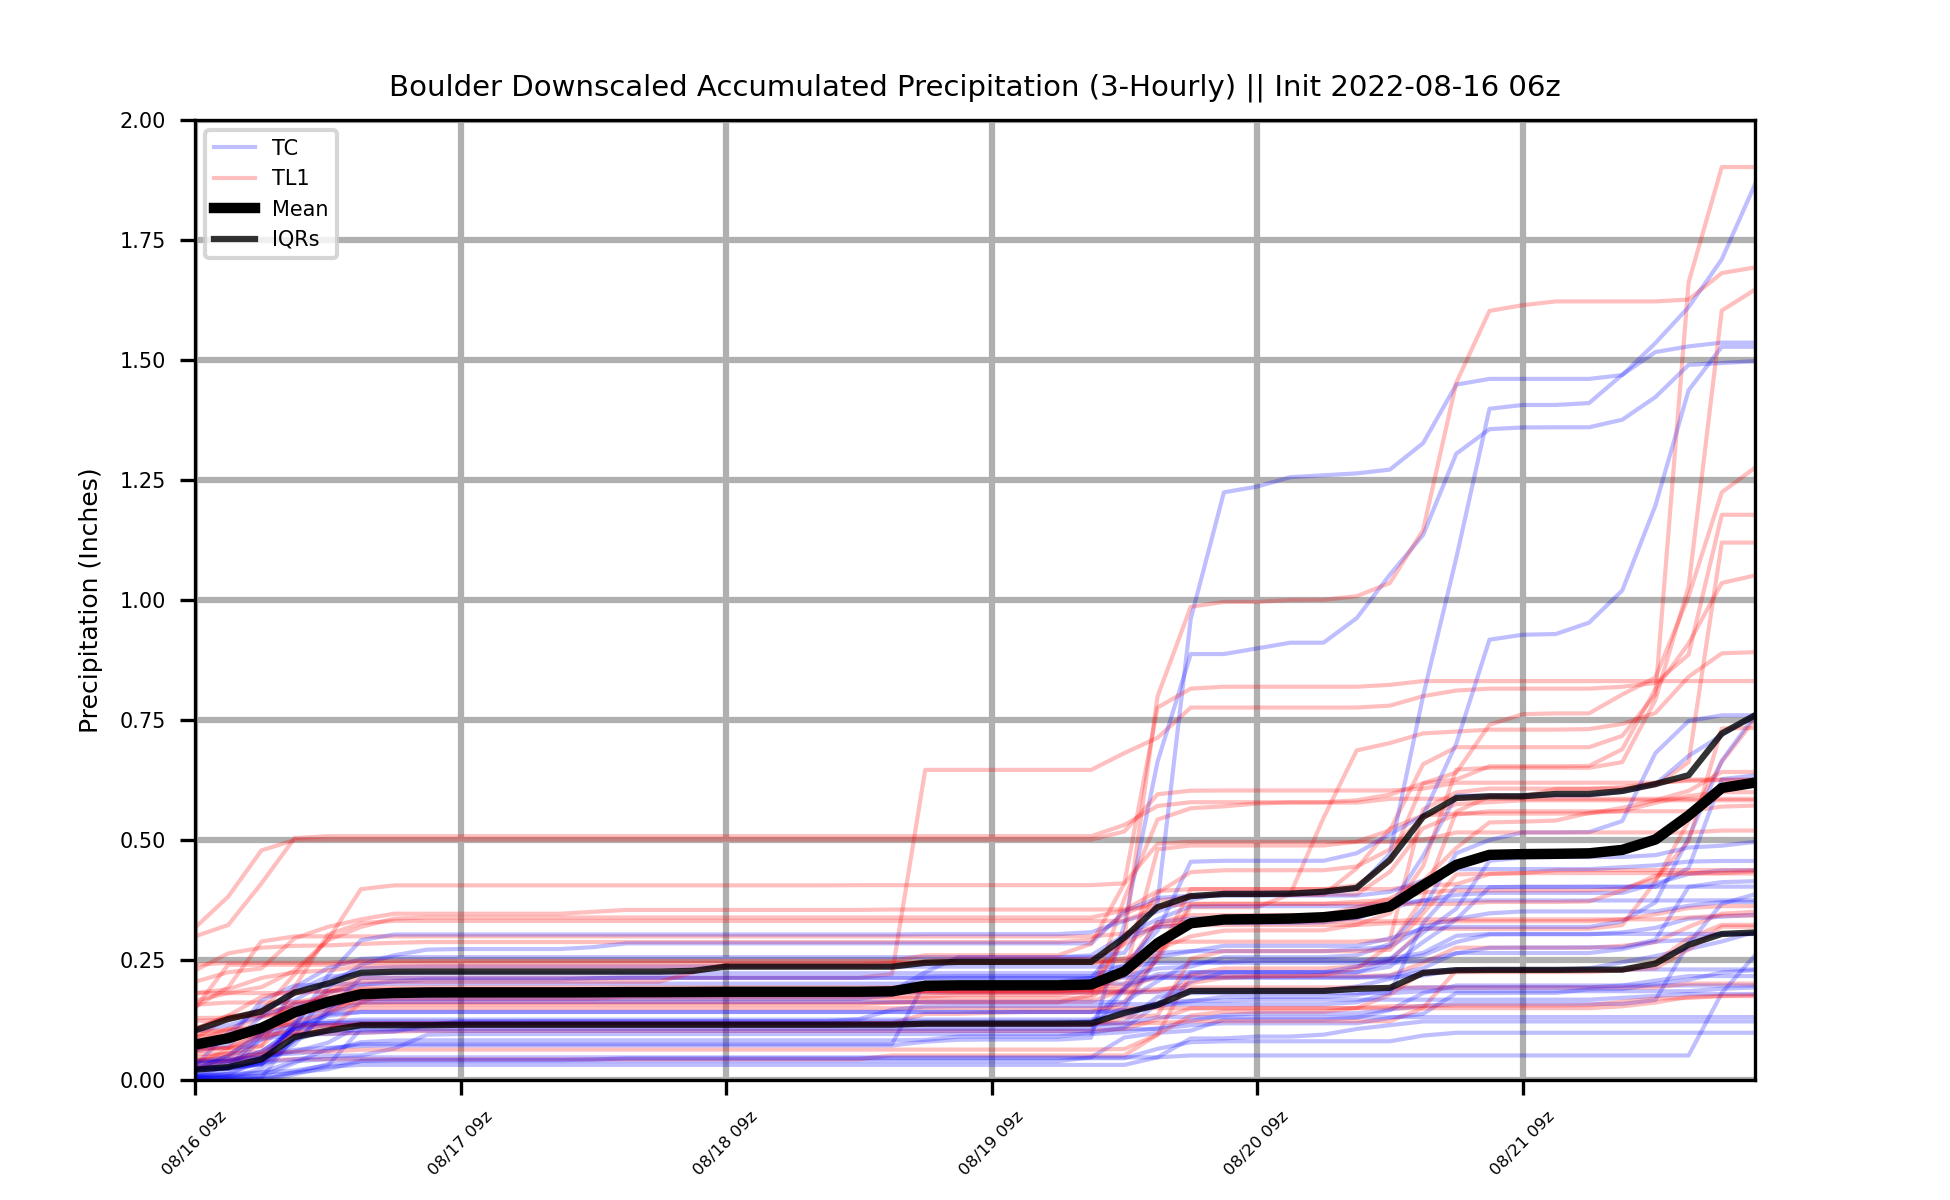 Boulder Downscaled Accumulated Precipitation (3-Hourly) || Init 2022-08-16 06z
TC
TL1
Mean
IQRs
Precipitation (Inches)
2.00
1.75
1.50
1.25
1.00
0.75
0.50
0.25
0.00
08/16 09z
08/17 09z
08/18 09z
08/19 09z
08/20 09z
08/21 09z